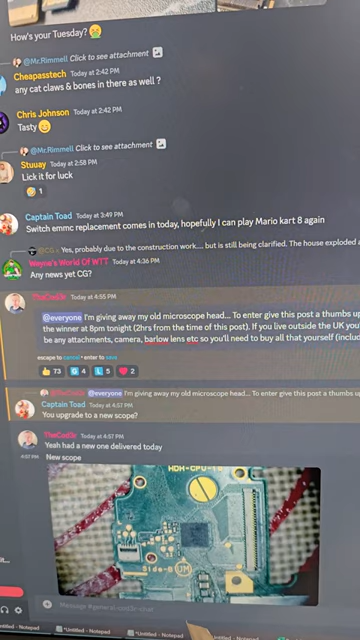 How's your Tuesday?
@Mr.Rimmell Click to see attachment
Cheapasstech Today at 2:42 PM
any cat claws & bones in there as well ?
Chris Johnson Today at 2:42 PM
Tasty
@Mr.Rimmell Click to see attachment
Stuuay Today at 2:58 PM
Lick it for luck
1
Captain Toad Today at 3:49 PM
Switch emmc replacement comes in today, hopefully I can play Mario kart 8 again
Yes, probably due to the construction work.... but is still being clarified. The house exploded a
Wayne's World Of WTT Today at 4:36 PM
Any news yet CG?
TheCod3r Today at 4:55 PM
@everyone I'm giving away my old microscope head... To enter give this post a thumbs up
the winner at 8pm tonight (2hrs from the time of this post). If you live outside the UK you'
be any attachments, camera, barlow lens etc so you'll need to buy all that yourself (includ
escape to cancel • enter to save
73 4 5 2
@TheCod3r @everyone I'm giving away my old microscope head... To enter give this post a thumbs up
Captain Toad Today at 4:57 PM
You upgrade to a new scope?
TheCod3r Today at 4:57 PM
Yeah had a new one delivered today
4:57 PM New scope
HDH-CPU-10
Side-B
Message #general-cod3r-chat
ntitled - Notepad *Untitled - Notepad *Untitled - Notepad Untitled - Notepad